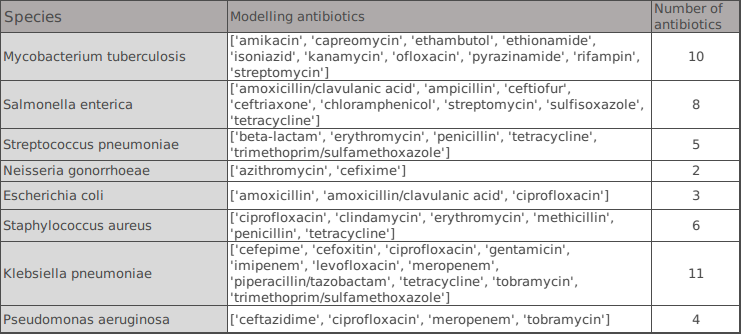 Species Modelling antibiotics Number of
antibiotics
Mycobacterium tuberculosis ['amikacin', 'capreomycin', 'ethambutol', 'ethionamide', 10
'isoniazid', 'kanamycin', 'ofloxacin', 'pyrazinamide', 'rifampin',
'streptomycin']
Salmonella enterica ['amoxicillin/clavulanic acid', 'ampicillin', 'ceftiofur', 8
'ceftriaxone', 'chloramphenicol', 'streptomycin', 'sulfisoxazole',
'tetracycline']
Streptococcus pneumoniae ['beta-lactam', 'erythromycin', 'penicillin', 'tetracycline', 5
'trimethoprim/sulfamethoxazole']
Neisseria gonorrhoeae ['azithromycin', 'cefixime'] 2
Escherichia coli ['amoxicillin', 'amoxicillin/clavulanic acid', 'ciprofloxacin'] 3
Staphylococcus aureus ['ciprofloxacin', 'clindamycin', 'erythromycin', 'methicillin', 6
'penicillin', 'tetracycline']
Klebsiella pneumoniae ['cefepime', 'cefoxitin', 'ciprofloxacin', 'gentamicin', 11
'imipenem', 'levofloxacin', 'meropenem',
'piperacillin/tazobactam', 'tetracycline', 'tobramycin',
'trimethoprim/sulfamethoxazole']
Pseudomonas aeruginosa ['ceftazidime', 'ciprofloxacin', 'meropenem', 'tobramycin'] 4